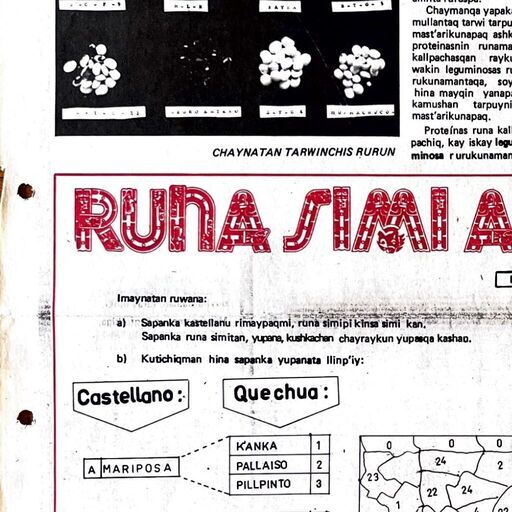 Chaymanqa yapaka
mullantaq tarwi tarpu
mast'arikunapaq ashk
proteinasnin runama
kallpachasqan rayku
wakin leguminosas ru
rukunamantaqa, soy
hina mayqin yanapa
kamushan tarpuyni
mast'arikunapaq.
Proteínas runa kall
pachiq, kay iskay legu
minosa rurukunaman
CHAYNATAN TARWINCHIS RURUN
RUNA SIMI A
Imaynatan ruwana:
a) Sapanka kastellanu rimaypaqmi, runa simipi kinsa simi kan.
Sapanka runa simitan, yupana, kushkachan chayraykun yupasqa kashan.
b) Kutichiqman hina sapanka yupanata llinp'iy:
Castellano:
Quechua:
A MARIPOSA
KANKA 1
PALLAISO 2
PILLPINTO 3
0 0 0
24 2
23
22 24
1